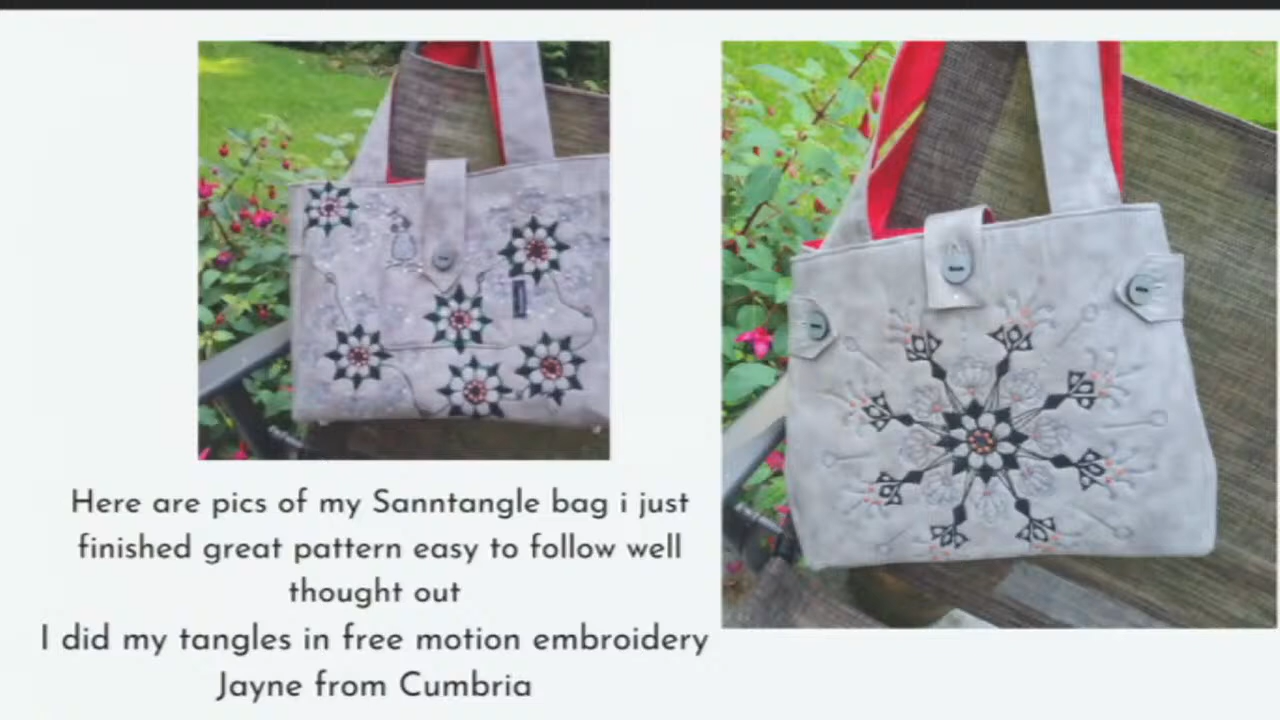 Here are pics of my Sanntangle bag i just
finished great pattern easy to follow well
thought out
I did my tangles in free motion embroidery
Jayne from Cumbria